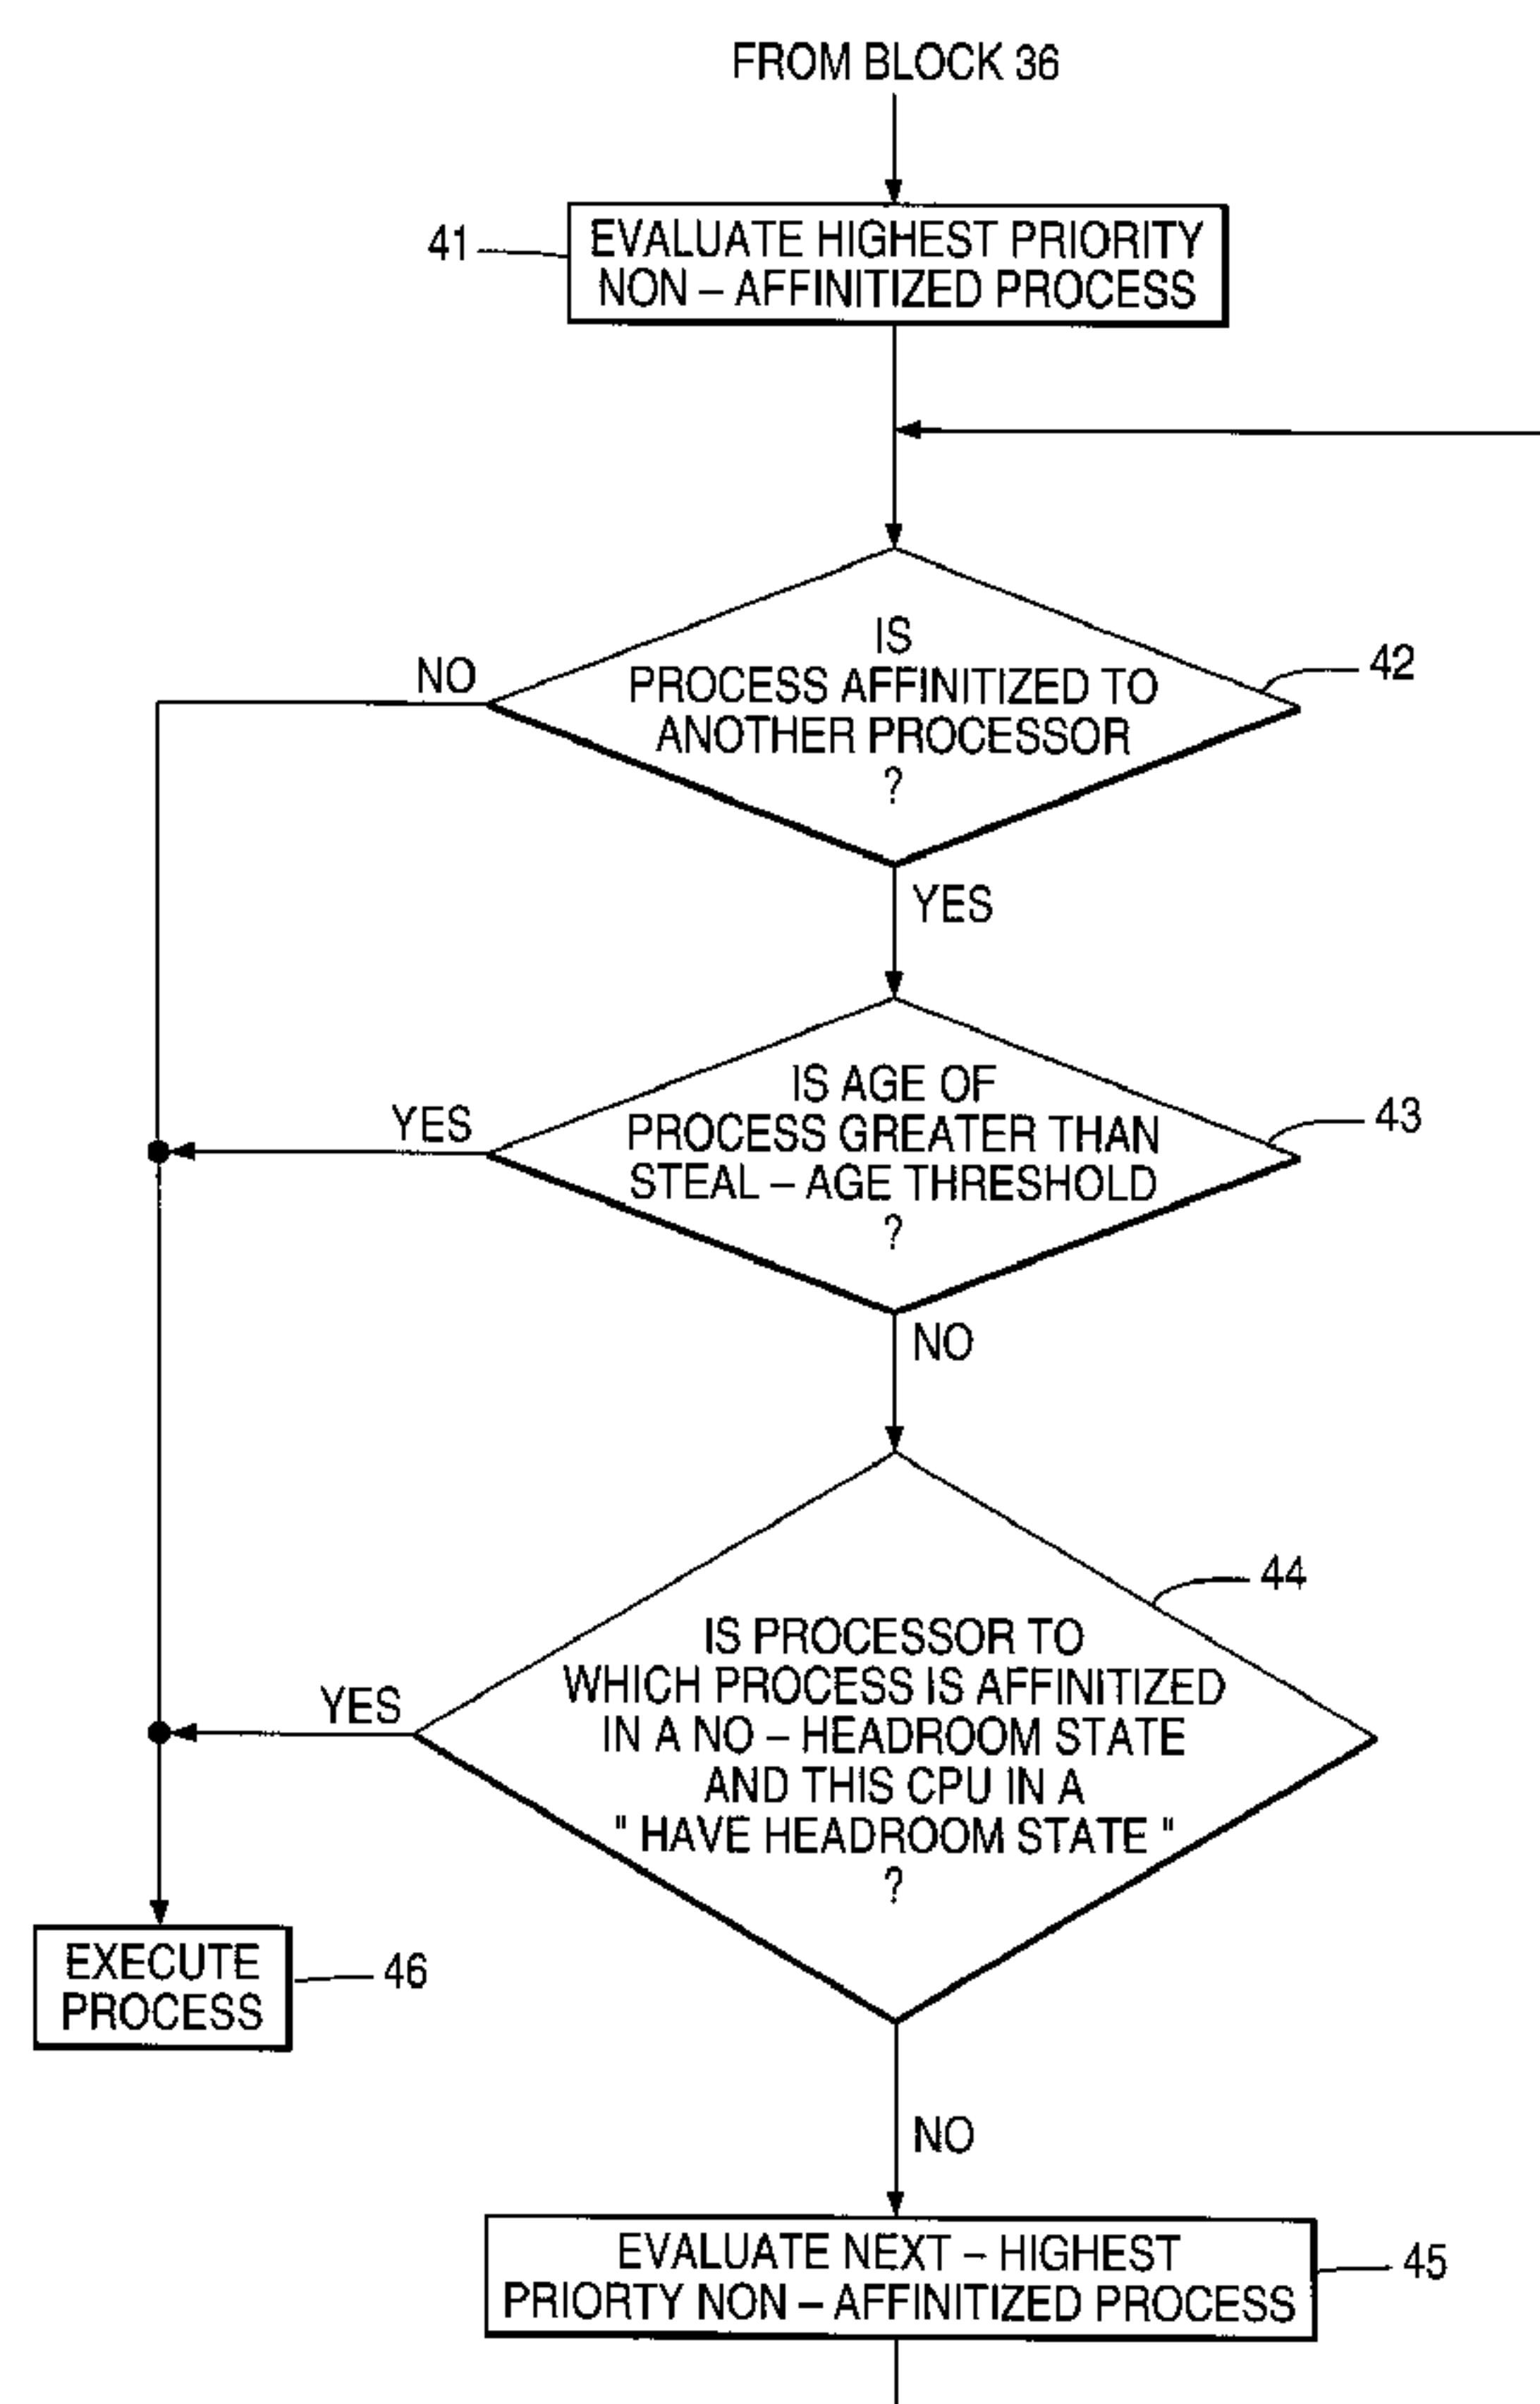 FROM BLOCK 36
41
EVALUATE HIGHEST PRIORITY
NON – AFFINITIZED PROCESS
IS
PROCESS AFFINITIZED TO
ANOTHER PROCESSOR
?
42
NO
YES
IS AGE OF
PROCESS GREATER THAN
STEAL – AGE THRESHOLD
?
43
YES
NO
44
IS PROCESSOR TO
WHICH PROCESS IS AFFINITIZED
IN A NO – HEADROOM STATE
AND THIS CPU IN A
" HAVE HEADROOM STATE "
?
YES
EXECUTE
PROCESS
46
NO
EVALUATE NEXT – HIGHEST
PRIORTY NON – AFFINITIZED PROCESS
45